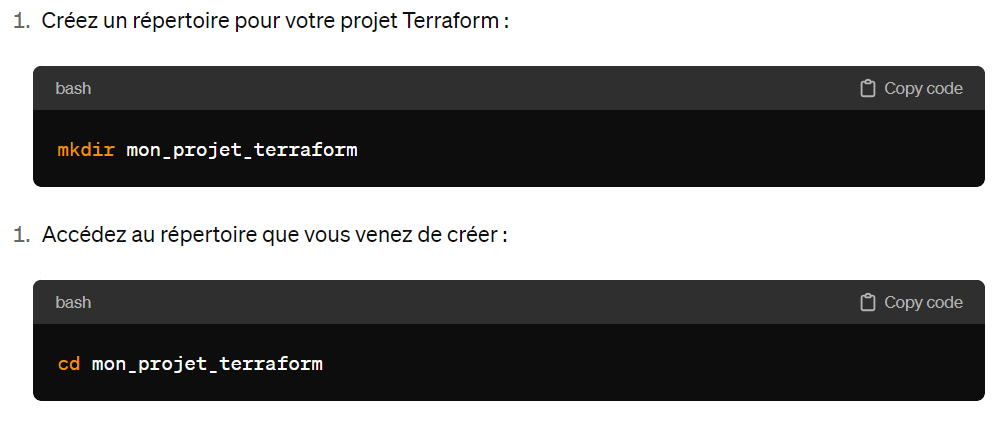 1. Créez un répertoire pour votre projet Terraform :
bash Copy code
mkdir mon_projet_terraform
1. Accédez au répertoire que vous venez de créer :
bash Copy code
cd mon_projet_terraform